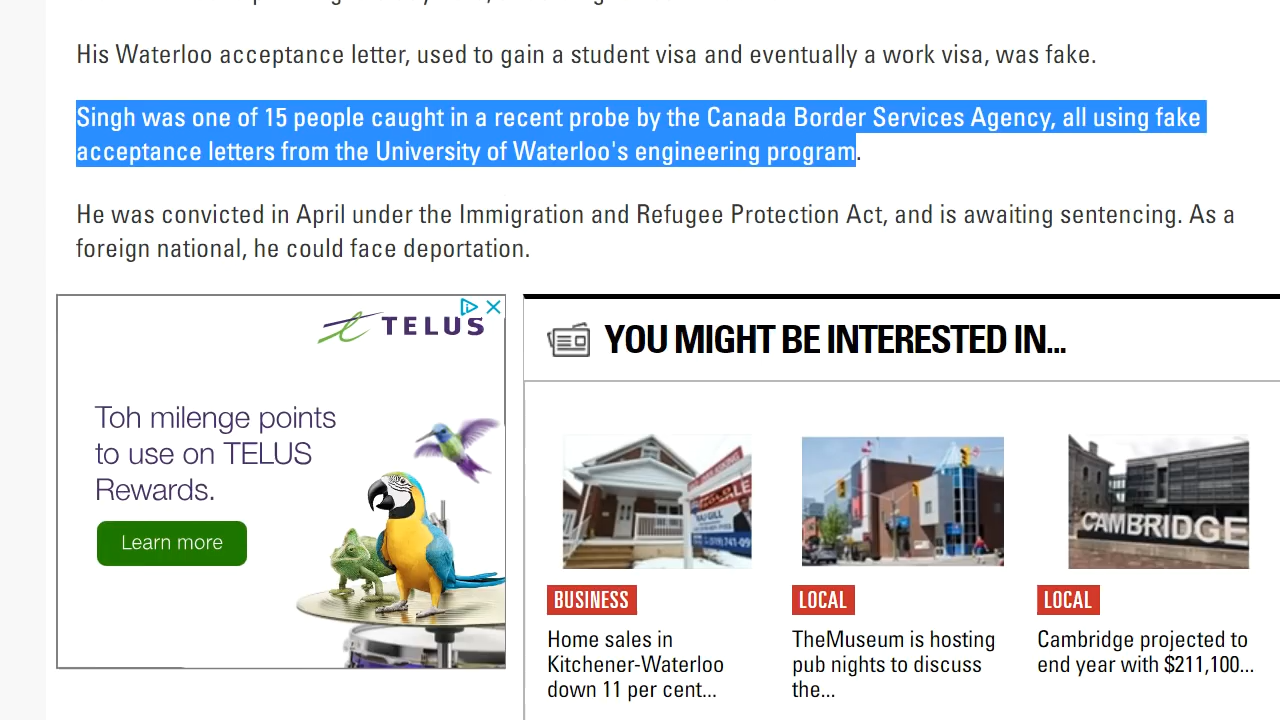 His Waterloo acceptance letter, used to gain a student visa and eventually a work visa, was fake.
Singh was one of 15 people caught in a recent probe by the Canada Border Services Agency, all using fake
acceptance letters from the University of Waterloo's engineering program.
He was convicted in April under the Immigration and Refugee Protection Act, and is awaiting sentencing. As a
foreign national, he could face deportation.
TELUS
Toh milenge points
to use on TELUS
Rewards.
Learn more
YOU MIGHT BE INTERESTED IN...
CAMBRIDGE
BUSINESS
Home sales in
Kitchener-Waterloo
down 11 per cent...
LOCAL
TheMuseum is hosting
pub nights to discuss
the...
LOCAL
Cambridge projected to
end year with $211,100...